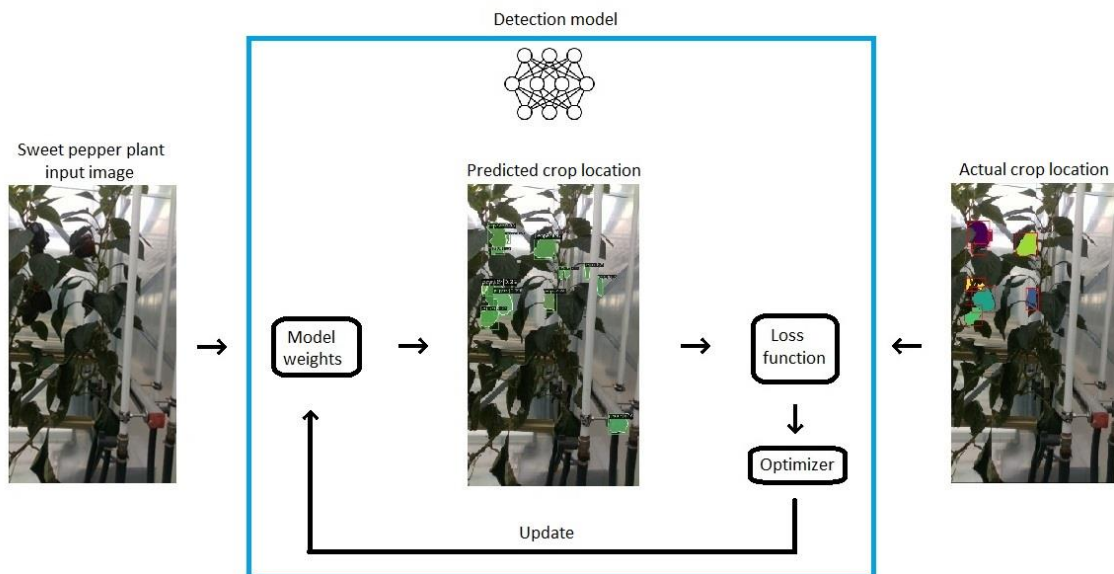 Detection model
Sweet pepper plant
input image
Predicted crop location
Actual crop location
Model
weights
Loss
function
Optimizer
Update